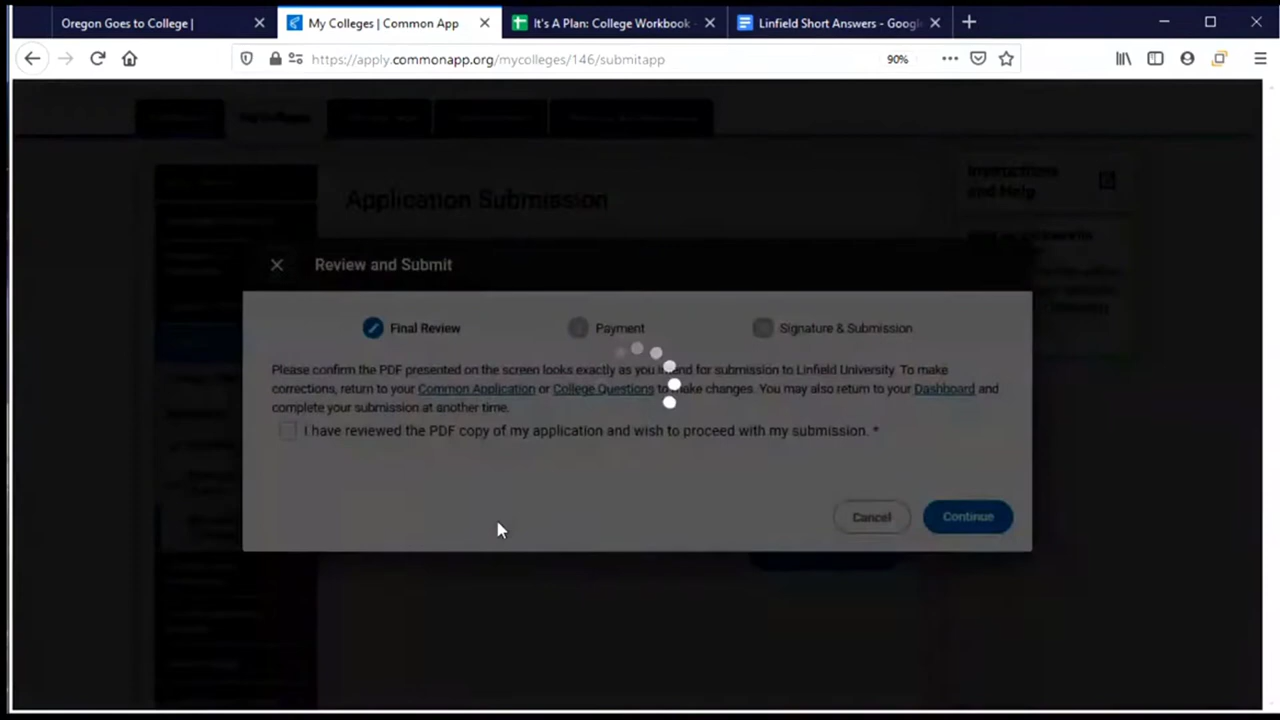 Oregon Goes to College |
My Colleges | Common App
It's A Plan: College Workbook -
Linfield Short Answers - Google
https://apply.commonapp.org/mycolleges/146/submitapp
90%
Application Submission
Instructions
and Help
Review and Submit
Final Review
Payment
Signature & Submission
Please confirm the PDF presented on the screen looks exactly as you intend for submission to Linfield University. To make
corrections, return to your Common Application or College Questions to make changes. You may also return to your Dashboard and
complete your submission at another time.
I have reviewed the PDF copy of my application and wish to proceed with my submission. *
Cancel
Continue